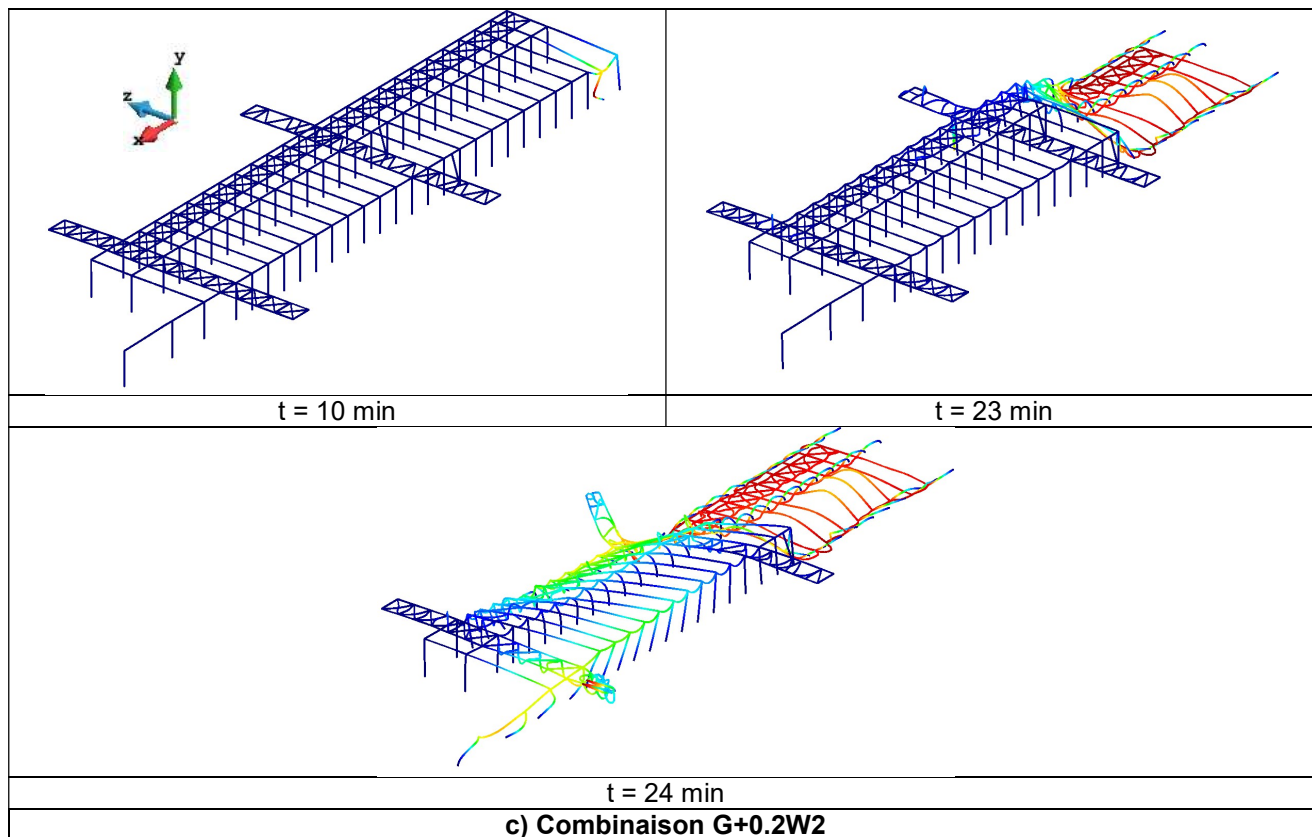 y
z
x
t = 10 min
t = 23 min
t = 24 min
c) Combinaison G+0.2W2